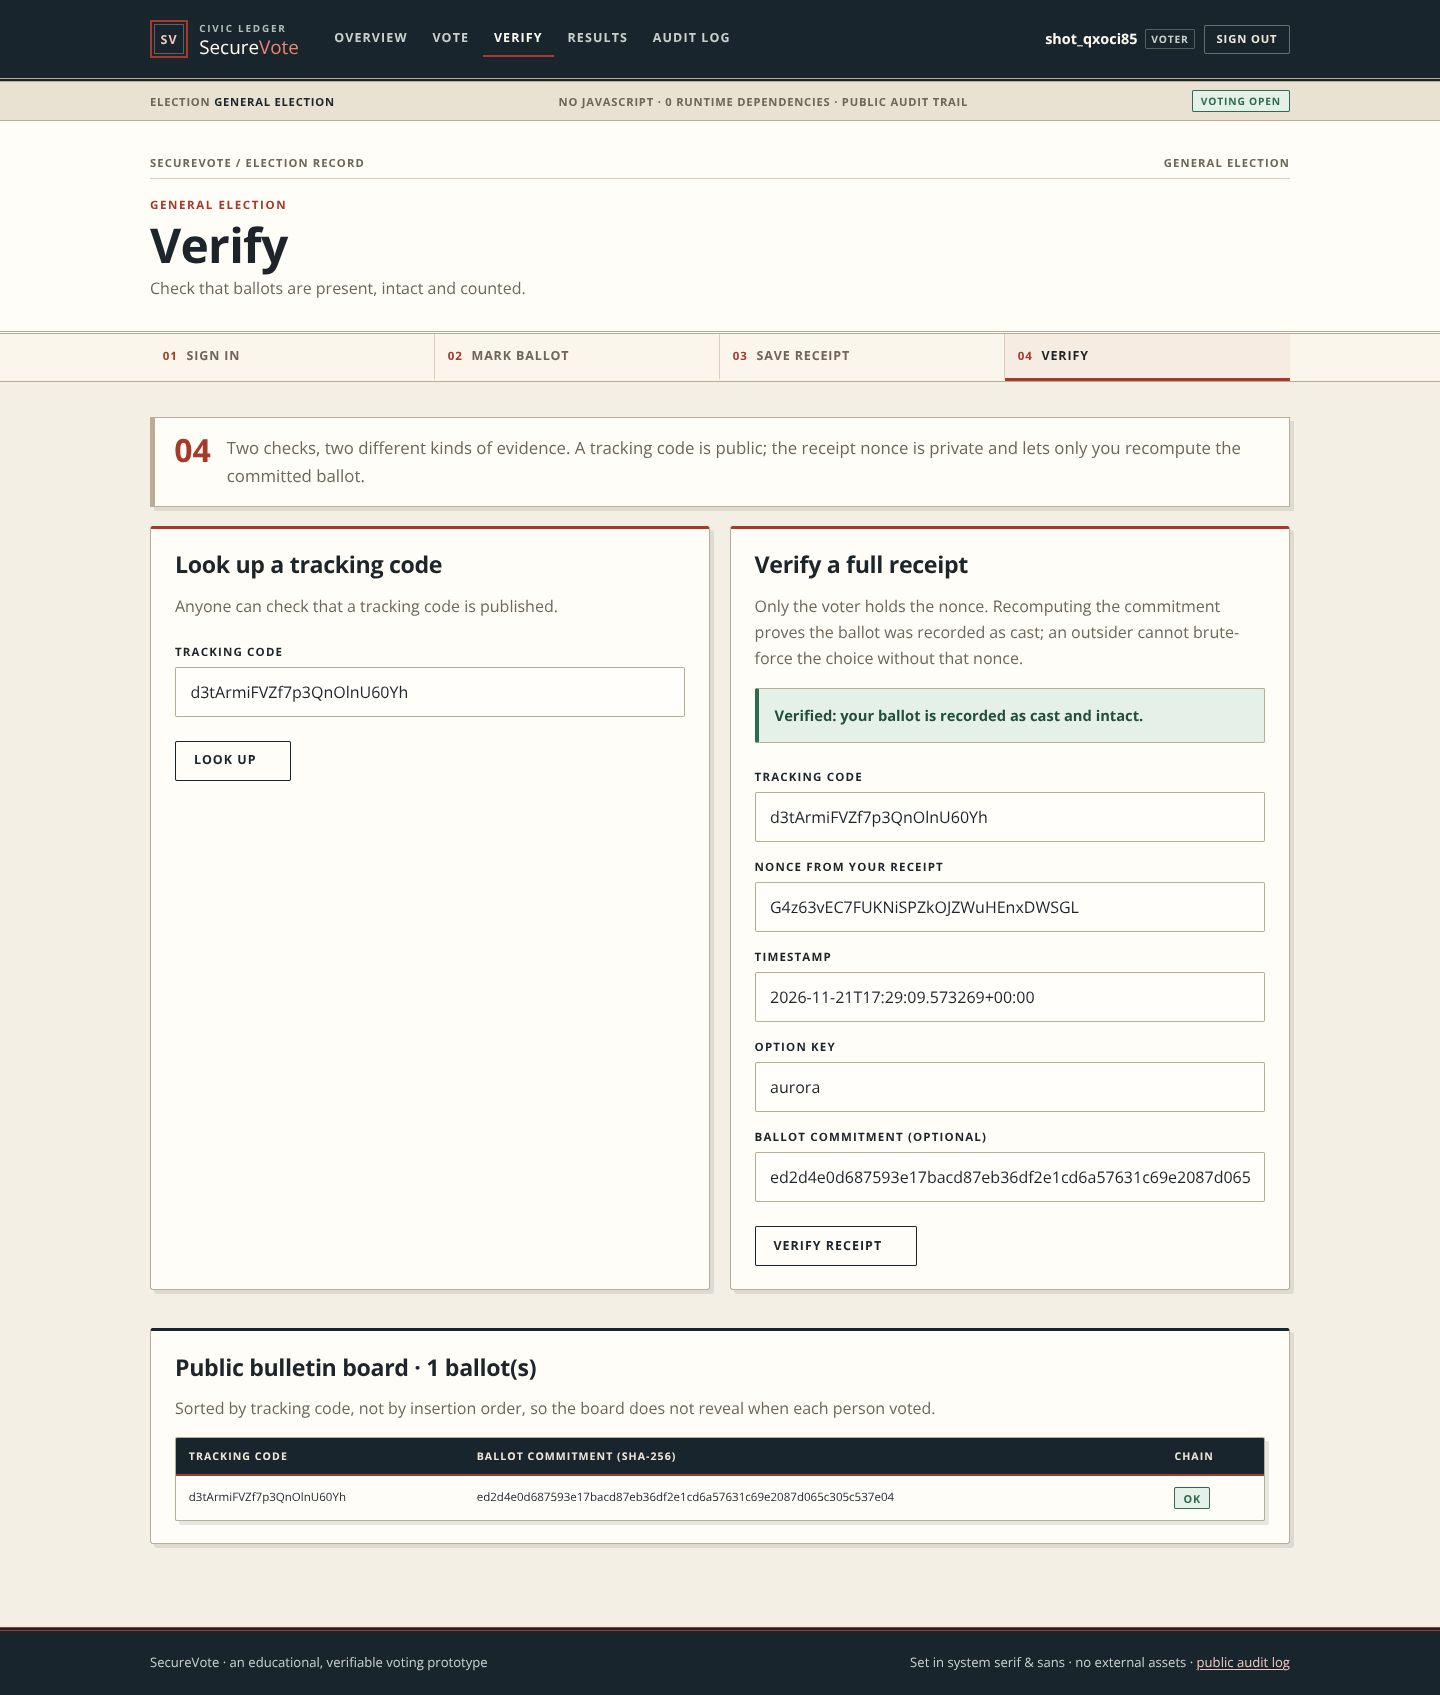 SV
CIVIC LEDGER
SecureVote
OVERVIEW VOTE VERIFY RESULTS AUDIT LOG
shot_qxoci85 VOTER SIGN OUT
ELECTION GENERAL ELECTION
NO JAVASCRIPT · 0 RUNTIME DEPENDENCIES · PUBLIC AUDIT TRAIL
VOTING OPEN
SECUREVOTE / ELECTION RECORD
GENERAL ELECTION
GENERAL ELECTION
Verify
Check that ballots are present, intact and counted.
01 SIGN IN
02 MARK BALLOT
03 SAVE RECEIPT
04 VERIFY
04
Two checks, two different kinds of evidence. A tracking code is public; the receipt nonce is private and lets only you recompute the
committed ballot.
Look up a tracking code
Anyone can check that a tracking code is published.
TRACKING CODE
d3tArmiFVZf7p3QnOlnU60Yh
LOOK UP
Verify a full receipt
Only the voter holds the nonce. Recomputing the commitment
proves the ballot was recorded as cast; an outsider cannot brute-
force the choice without that nonce.
Verified: your ballot is recorded as cast and intact.
TRACKING CODE
d3tArmiFVZf7p3QnOlnU60Yh
NONCE FROM YOUR RECEIPT
G4z63vEC7FUKNiSPZkOJZWuHEnxDWSGL
TIMESTAMP
2026-11-21T17:29:09.573269+00:00
OPTION KEY
aurora
BALLOT COMMITMENT (OPTIONAL)
ed2d4e0d687593e17bacd87eb36df2e1cd6a57631c69e2087d065
VERIFY RECEIPT
Public bulletin board · 1 ballot(s)
Sorted by tracking code, not by insertion order, so the board does not reveal when each person voted.
TRACKING CODE BALLOT COMMITMENT (SHA-256) CHAIN
d3tArmiFVZf7p3QnOlnU60Yh ed2d4e0d687593e17bacd87eb36df2e1cd6a57631c69e2087d065c305c537e04 OK
SecureVote · an educational, verifiable voting prototype
Set in system serif & sans · no external assets · public audit log